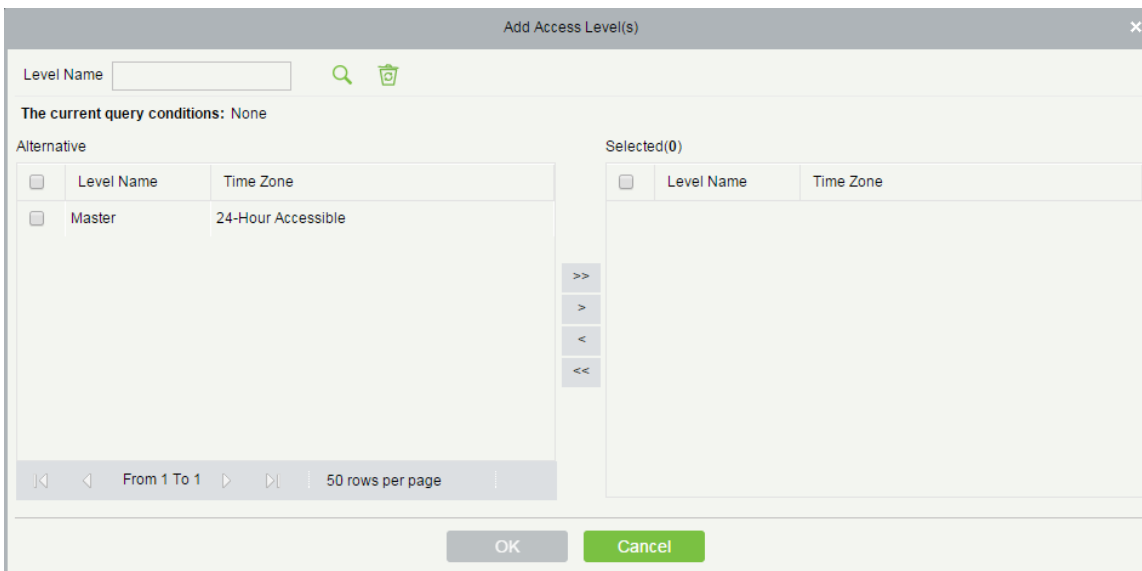 Add Access Level(s)
Level Name
The current query conditions: None
Alternative
Selected(0)
Level Name Time Zone
Level Name Time Zone
Master 24-Hour Accessible
>>
>
<
<<
From 1 To 1 50 rows per page
OK Cancel